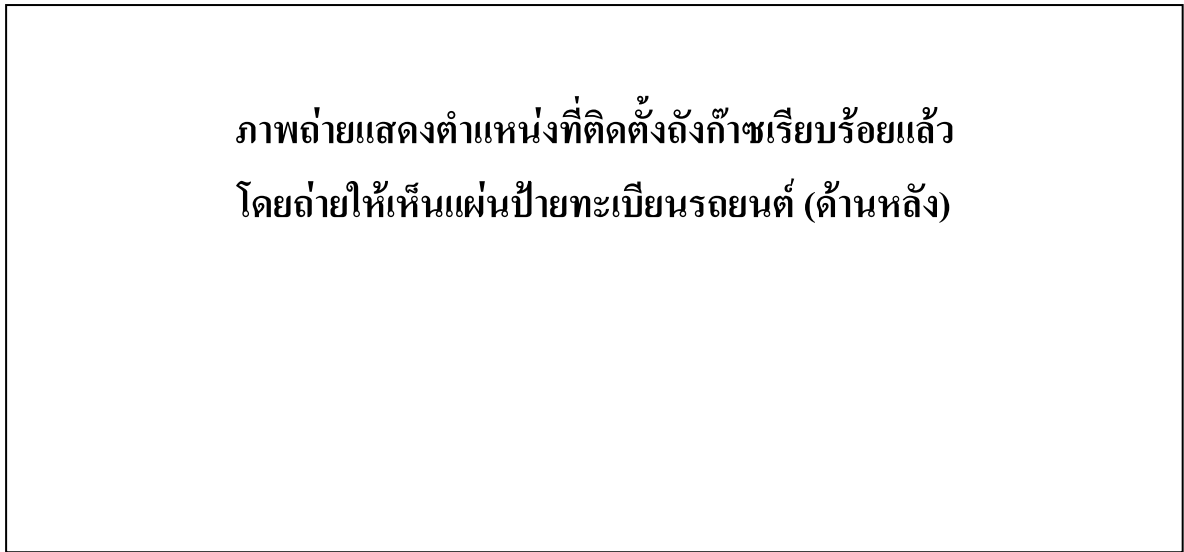 ภาพถ่ายแสดงตำแหน่งที่ติดตั้งถังก๊าซเรียบร้อยแล้ว
โดยถ่ายให้เห็นแผ่นป้ายทะเบียนรถยนต์ (ด้านหลัง)